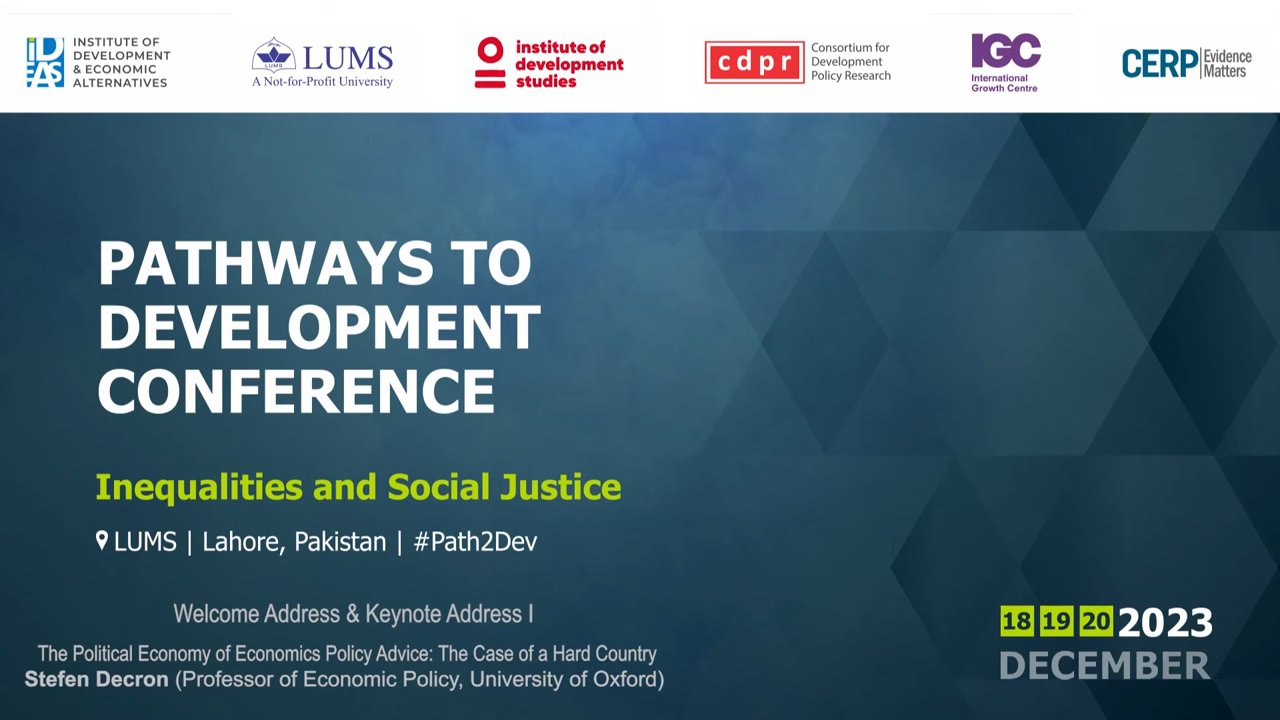 iDEAS
INSTITUTE OF
DEVELOPMENT
& ECONOMIC
ALTERNATIVES
LUMS
LUMS
A Not-for-Profit University
institute of
development
studies
cdpr
Consortium for
Development
Policy Research
IGC
International
Growth Centre
CERP
Evidence
Matters
PATHWAYS TO
DEVELOPMENT
CONFERENCE
Inequalities and Social Justice
LUMS | Lahore, Pakistan | #Path2Dev
Welcome Address & Keynote Address I
The Political Economy of Economics Policy Advice: The Case of a Hard Country
Stefen Decron (Professor of Economic Policy, University of Oxford)
18 19 20 2023
DECEMBER